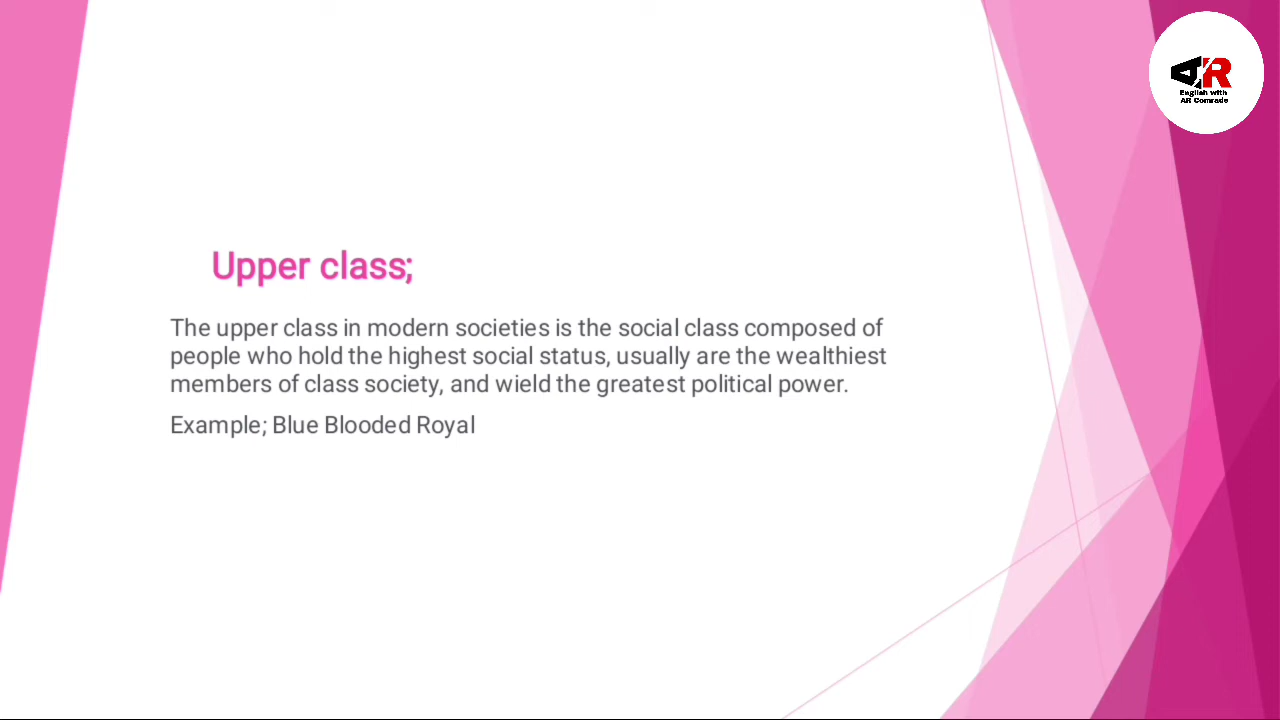 AR
English with
AR Comrade
Upper class;
The upper class in modern societies is the social class composed of
people who hold the highest social status, usually are the wealthiest
members of class society, and wield the greatest political power.
Example; Blue Blooded Royal